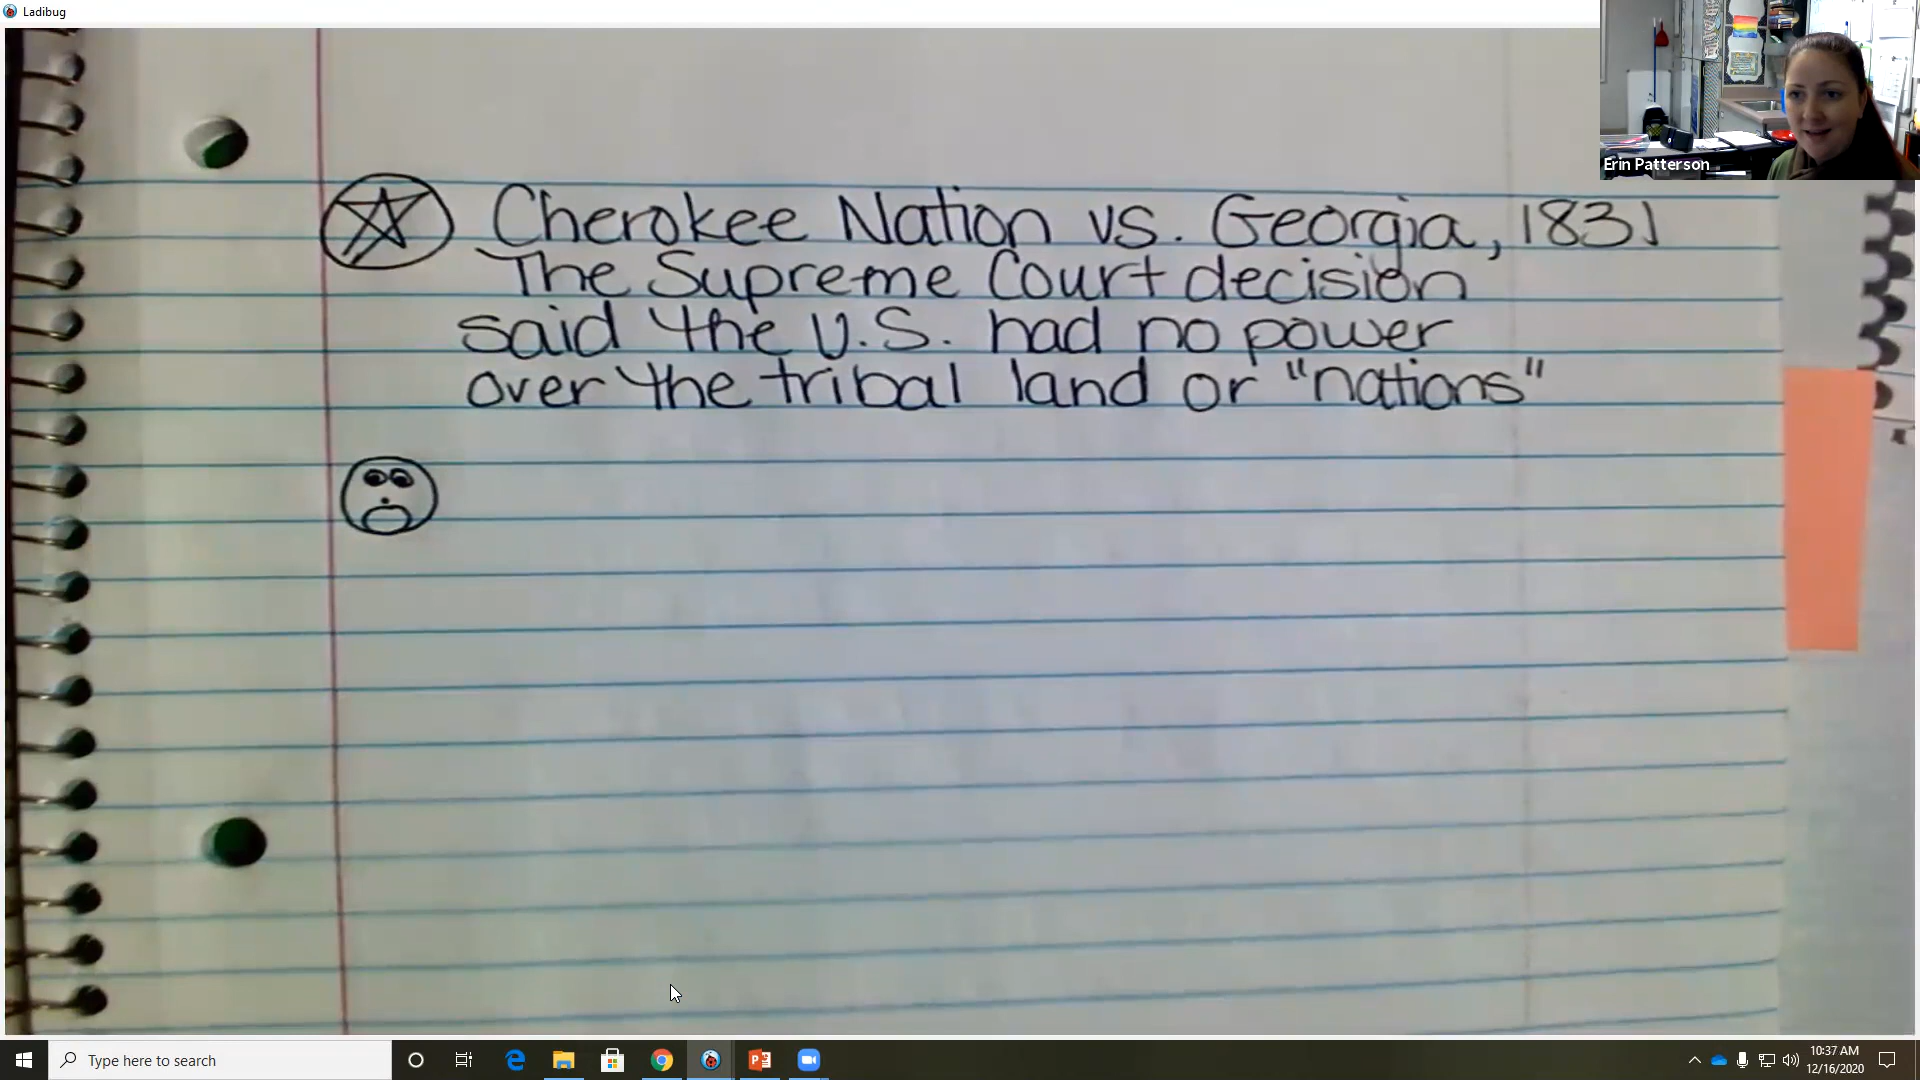 Ladibug
Erin Patterson
Cherokee Nation vs. Georgia, 1831
The Supreme Court decision
said the U.S. had no power
over the tribal land or "nations"
Type here to search
10:37 AM
12/16/2020